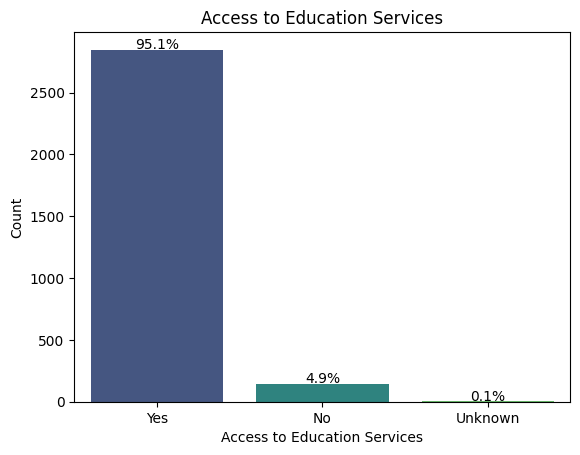 Access to Education Services
95.1%
2500
2000
1500
Count
1000
500
4.9%
0.1%
0
Yes No Unknown
Access to Education Services